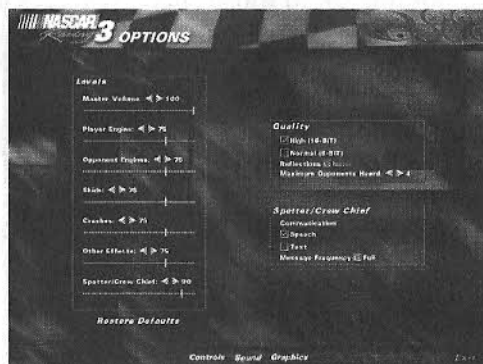 NASCAR
3 OPTIONS
Levels
Master Volume: 100
Player Engine: 75
Opponent Engines: 75
Skids: 75
Crashes: 75
Other Effects: 75
Spotter/Crew Chief: 90
Restore Defaults
Quality
High (16-BIT)
Normal (8-BIT)
Reflections
Maximum Opponents Heard: 4
Spotter/Crew Chief
Communication
Speech
Text
Message Frequency Full
Controls Sound Graphics